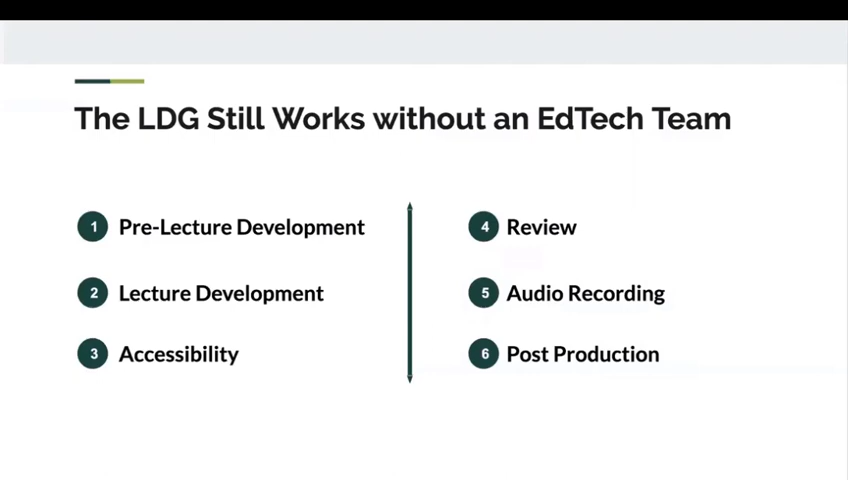 The LDG Still Works without an EdTech Team
1 Pre-Lecture Development
2 Lecture Development
3 Accessibility
4 Review
5 Audio Recording
6 Post Production